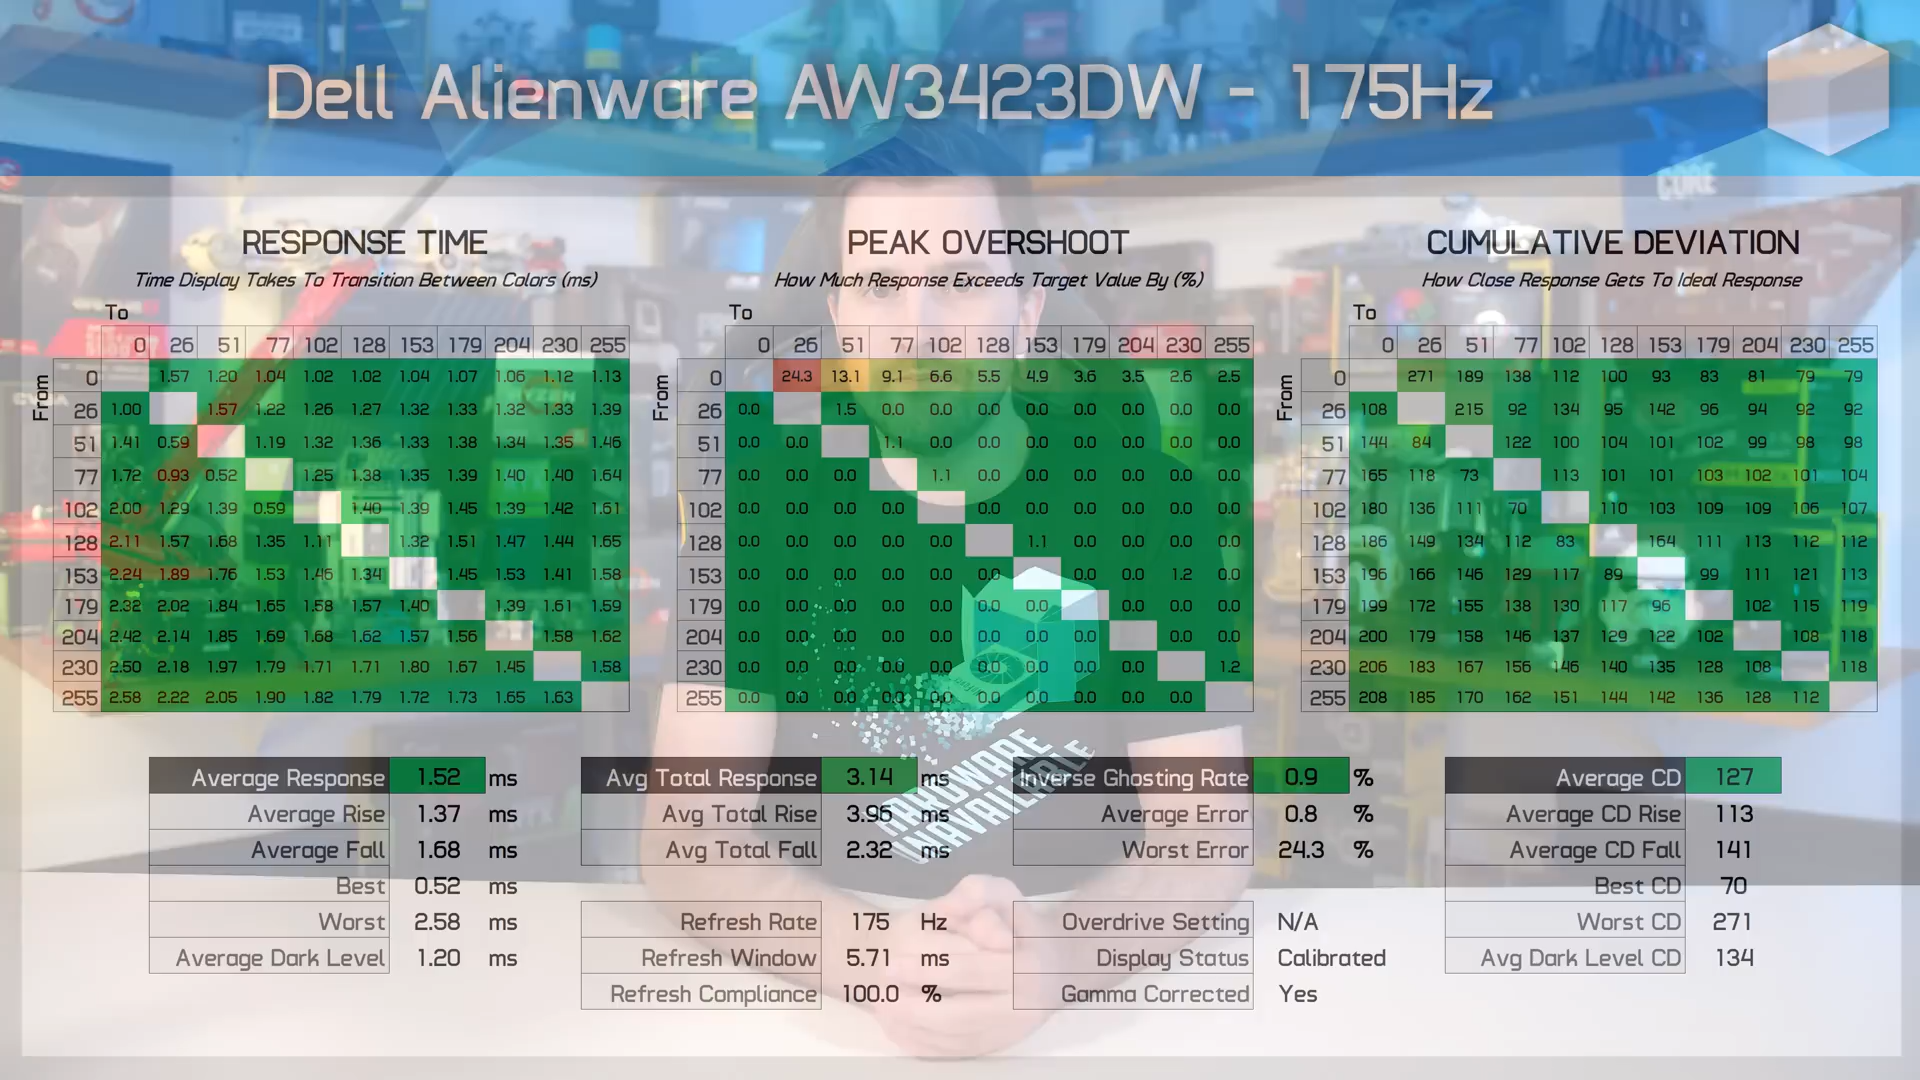 Dell Alienware AW3423DW - 175Hz
CORE
RESPONSE TIME
Time Display Takes To Transition Between Colors (ms)
To
0 26 51 77 102 128 153 179 204 230 255
From
0 1.57 1.20 1.04 1.02 1.02 1.04 1.07 1.06 1.12 1.13
26 1.00 1.57 1.22 1.26 1.27 1.32 1.33 1.32 1.33 1.39
51 1.41 0.59 1.19 1.32 1.36 1.33 1.38 1.34 1.35 1.46
77 1.72 0.93 0.52 1.25 1.38 1.35 1.39 1.40 1.40 1.64
102 2.00 1.29 1.39 0.59 1.40 1.39 1.45 1.39 1.42 1.61
128 2.11 1.57 1.68 1.35 1.11 1.32 1.51 1.47 1.44 1.65
153 2.24 1.89 1.76 1.53 1.46 1.34 1.45 1.53 1.41 1.58
179 2.32 2.02 1.84 1.65 1.58 1.57 1.40 1.39 1.61 1.59
204 2.42 2.14 1.85 1.69 1.68 1.62 1.57 1.56 1.58 1.62
230 2.50 2.18 1.97 1.79 1.71 1.71 1.80 1.67 1.45 1.58
255 2.58 2.22 2.05 1.90 1.82 1.79 1.72 1.73 1.65 1.63
PEAK OVERSHOOT
How Much Response Exceeds Target Value By (%)
To
0 26 51 77 102 128 153 179 204 230 255
From
0 24.3 13.1 9.1 6.6 5.5 4.9 3.6 3.5 2.6 2.5
26 0.0 1.5 0.0 0.0 0.0 0.0 0.0 0.0 0.0 0.0
51 0.0 0.0 1.1 0.0 0.0 0.0 0.0 0.0 0.0 0.0
77 0.0 0.0 0.0 1.1 0.0 0.0 0.0 0.0 0.0 0.0
102 0.0 0.0 0.0 0.0 0.0 0.0 0.0 0.0 0.0 0.0
128 0.0 0.0 0.0 0.0 0.0 1.1 0.0 0.0 0.0 0.0
153 0.0 0.0 0.0 0.0 0.0 0.0 0.0 0.0 1.2 0.0
179 0.0 0.0 0.0 0.0 0.0 0.0 0.0 0.0 0.0 0.0
204 0.0 0.0 0.0 0.0 0.0 0.0 0.0 0.0 0.0 0.0
230 0.0 0.0 0.0 0.0 0.0 0.0 0.0 0.0 0.0 1.2
255 0.0 0.0 0.0 0.0 0.0 0.0 0.0 0.0 0.0 0.0
CUMULATIVE DEVIATION
How Close Response Gets To Ideal Response
To
0 26 51 77 102 128 153 179 204 230 255
From
0 271 189 138 112 100 93 83 81 79 79
26 108 215 92 134 95 142 96 94 92 92
51 144 84 122 100 104 101 102 99 98 98
77 165 118 73 113 101 101 103 102 101 104
102 180 136 111 70 110 103 109 109 106 107
128 186 149 134 112 83 164 111 113 112 112
153 196 166 146 129 117 89 99 111 121 113
179 199 172 155 138 130 117 96 102 115 119
204 200 179 158 146 137 129 122 102 108 118
230 206 183 167 156 146 140 135 128 108 118
255 208 185 170 162 151 144 142 136 128 112
HARDWARE
UNAVAILABLE
Average Response 1.52 ms
Average Rise 1.37 ms
Average Fall 1.68 ms
Best 0.52 ms
Worst 2.58 ms
Average Dark Level 1.20 ms
Avg Total Response 3.14 ms
Avg Total Rise 3.95 ms
Avg Total Fall 2.32 ms
Refresh Rate 175 Hz
Refresh Window 5.71 ms
Refresh Compliance 100.0 %
Inverse Ghosting Rate 0.9 %
Average Error 0.8 %
Worst Error 24.3 %
Overdrive Setting N/A
Display Status Calibrated
Gamma Corrected Yes
Average CD 127
Average CD Rise 113
Average CD Fall 141
Best CD 70
Worst CD 271
Avg Dark Level CD 134